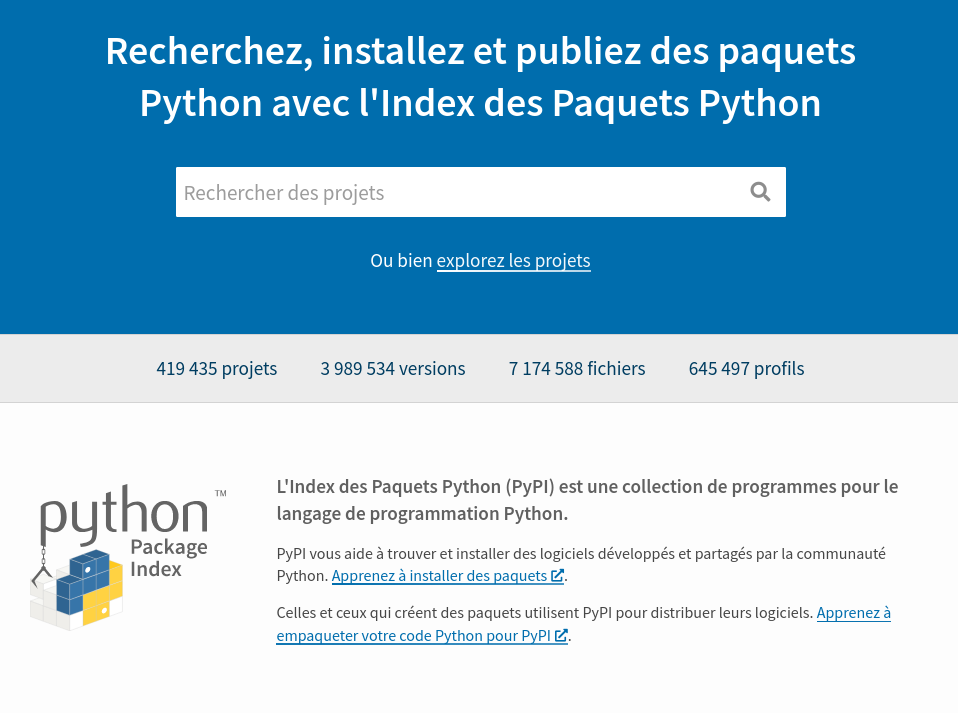 Recherchez, installez et publiez des paquets
Python avec l'Index des Paquets Python
Rechercher des projets
Ou bien explorez les projets
419 435 projets 3 989 534 versions 7 174 588 fichiers 645 497 profils
python™
Package
Index
L'Index des Paquets Python (PyPI) est une collection de programmes pour le
langage de programmation Python.
PyPI vous aide à trouver et installer des logiciels développés et partagés par la communauté
Python. Apprenez à installer des paquets.
Celles et ceux qui créent des paquets utilisent PyPI pour distribuer leurs logiciels. Apprenez à
empaqueter votre code Python pour PyPI.